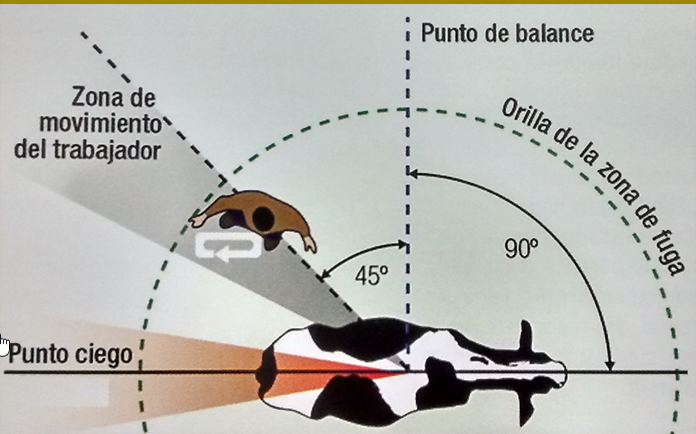 Punto de balance
Zona de
movimiento
del trabajador
Orilla de la zona de fuga
90º
45º
Punto ciego